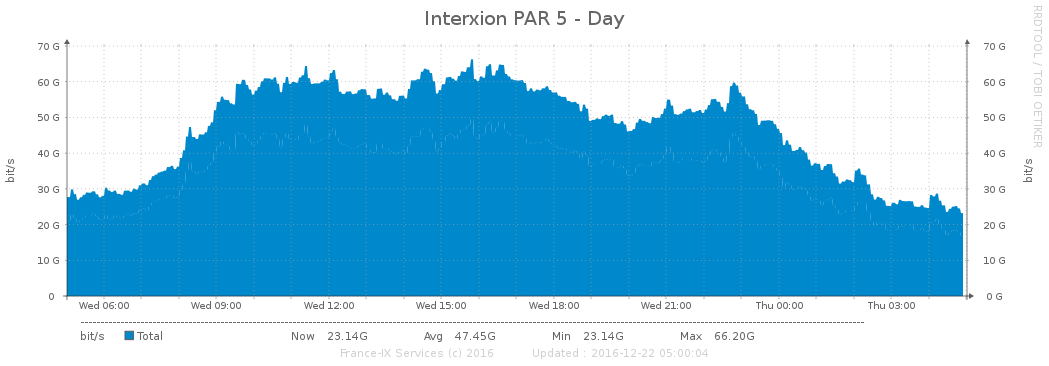 Interxion PAR 5 - Day
RRDTOOL / TOBI OETIKER
bit/s
70 G 70 G
60 G 60 G
50 G 50 G
40 G 40 G
30 G 30 G
20 G 20 G
10 G 10 G
0 0 G
bit/s
Wed 06:00 Wed 09:00 Wed 12:00 Wed 15:00 Wed 18:00 Wed 21:00 Thu 00:00 Thu 03:00
bit/s Total Now 23.14G Avg 47.45G Min 23.14G Max 66.20G
France-IX Services (c) 2016 Updated : 2016-12-22 05:00:04